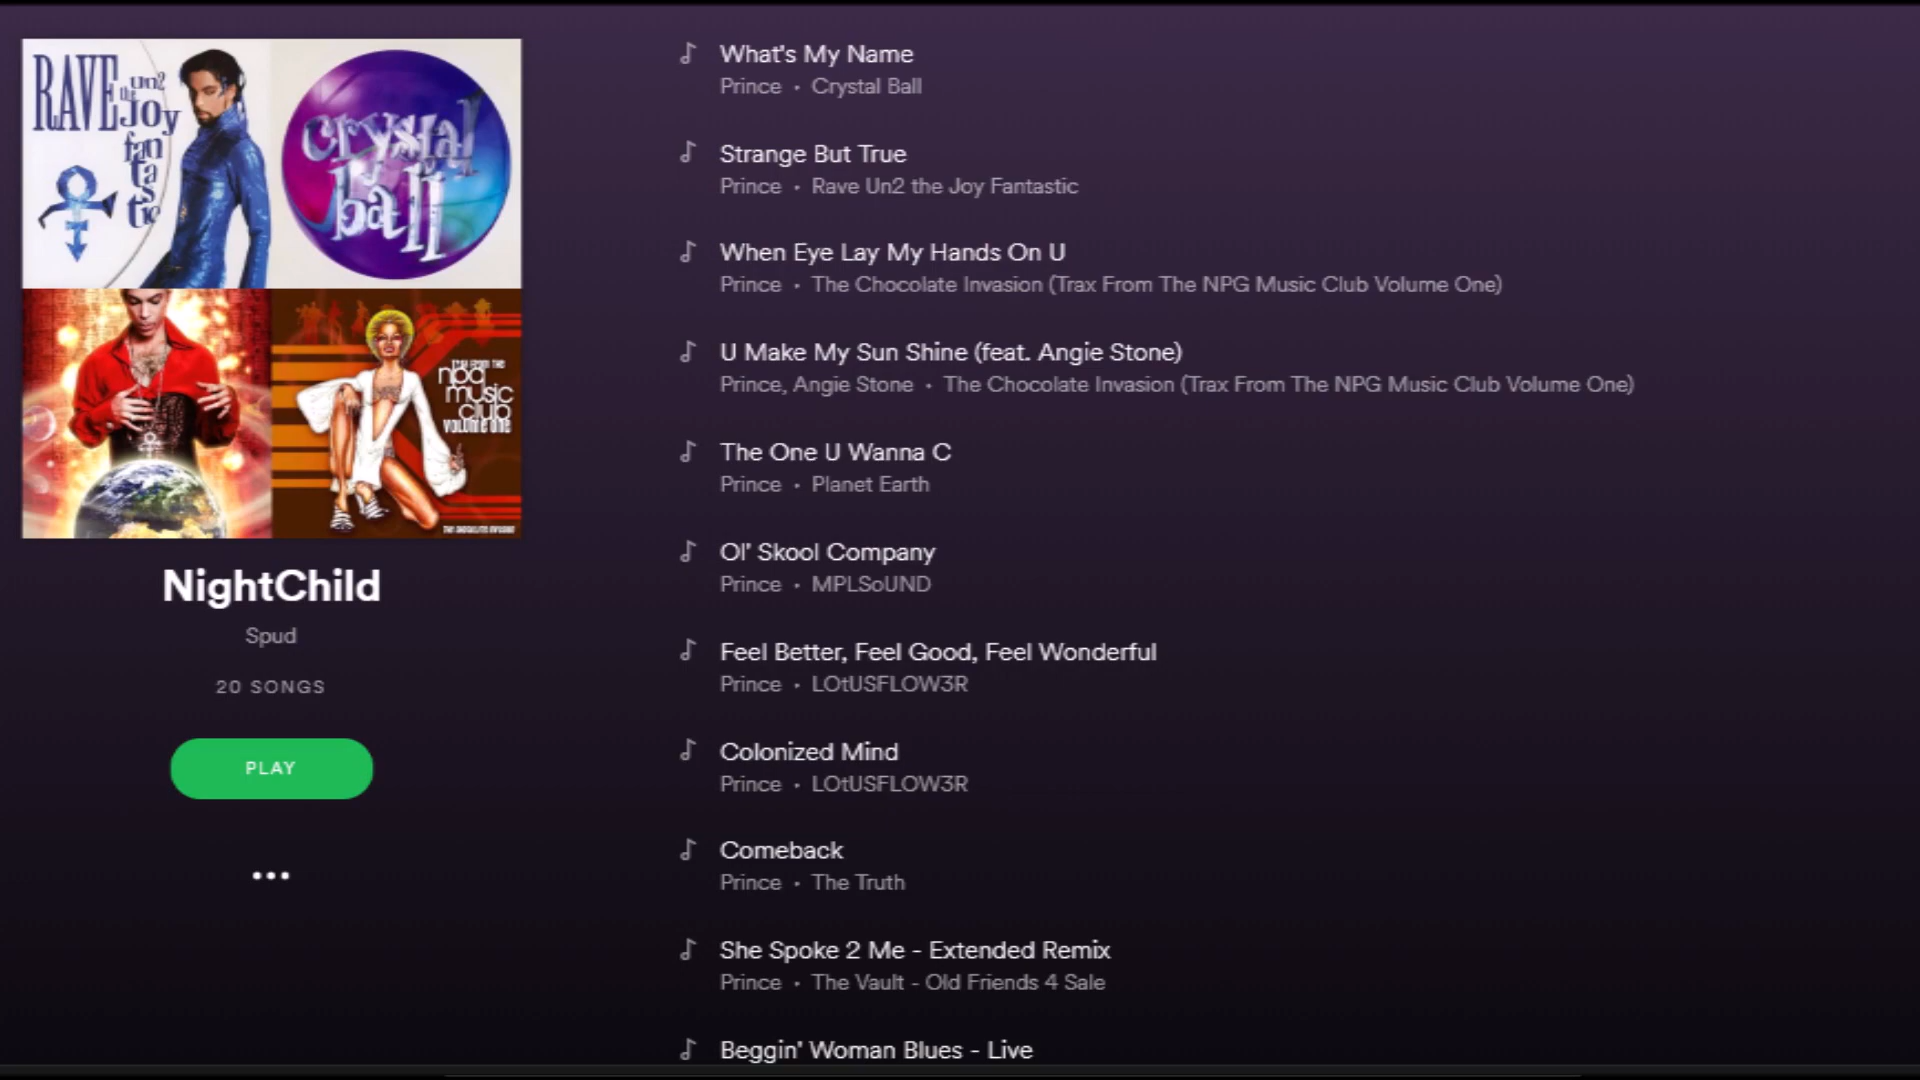 RAVE
un2
the
Joy
fan
ta
s
tic
crystal
ball
trax from the
npg
music
club
volume one
NightChild
Spud
20 SONGS
PLAY
What's My Name
Prince • Crystal Ball
Strange But True
Prince • Rave Un2 the Joy Fantastic
When Eye Lay My Hands On U
Prince • The Chocolate Invasion (Trax From The NPG Music Club Volume One)
U Make My Sun Shine (feat. Angie Stone)
Prince, Angie Stone • The Chocolate Invasion (Trax From The NPG Music Club Volume One)
The One U Wanna C
Prince • Planet Earth
Ol' Skool Company
Prince • MPLSoUND
Feel Better, Feel Good, Feel Wonderful
Prince • LOtUSFLOW3R
Colonized Mind
Prince • LOtUSFLOW3R
Comeback
Prince • The Truth
She Spoke 2 Me - Extended Remix
Prince • The Vault - Old Friends 4 Sale
Beggin' Woman Blues - Live